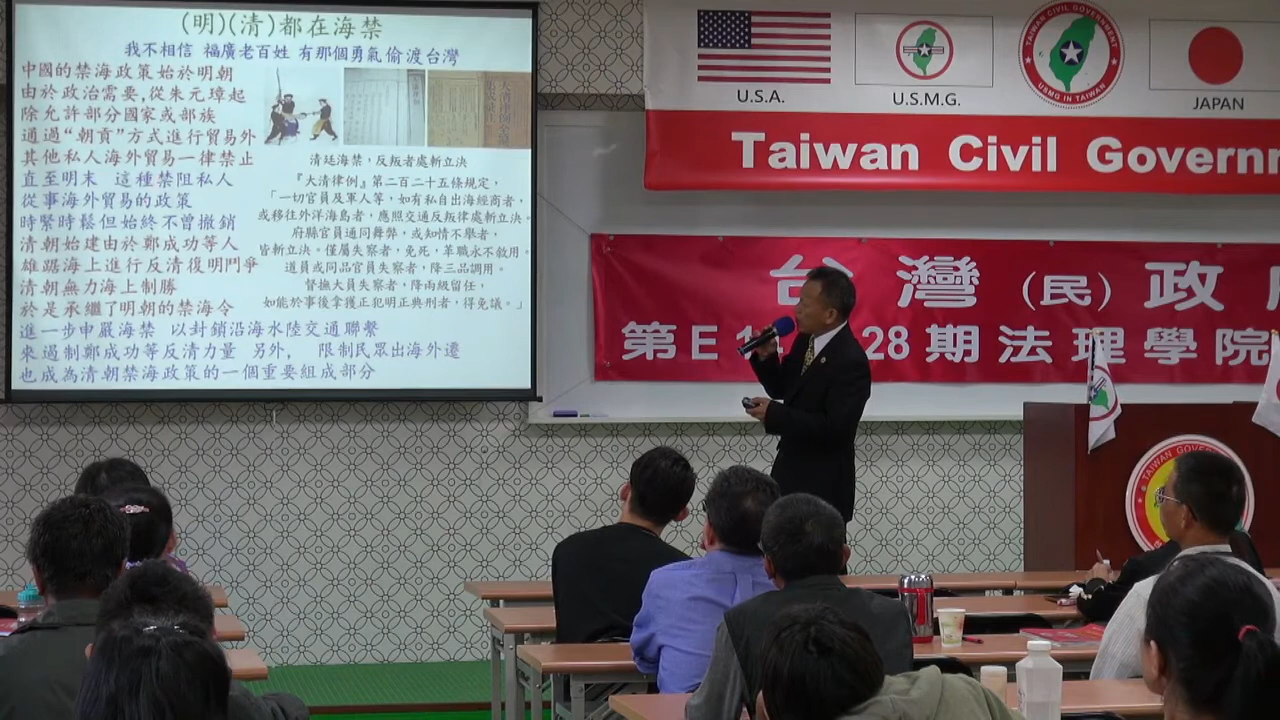 (明)(清)都在海禁
我不相信 福廣老百姓 有那個勇氣 偷渡台灣
中國的禁海政策始於明朝
由於政治需要,從朱元璋起
除允許部分國家或部族
通過“朝貢”方式進行貿易外
其他私人海外貿易一律禁止
直至明末 這種禁阻私人
從事海外貿易的政策
時緊時鬆但始終不曾撤銷
清朝始建由於鄭成功等人
雄踞海上進行反清復明鬥爭
清朝無力海上制勝
於是承繼了明朝的禁海令
進一步申嚴海禁 以封銷沿海水陸交通聯繫
來過制鄭成功等反清力量 另外, 限制民眾出海外遷
也成為清朝禁海政策的一個重要組成部分
清廷海禁,反叛者處斬立決
『大清律例』第二百二十五條規定,
「一切官員及軍人等,如有私自出海經商者,
或移往外洋海島者,應照交通反叛律處斬立決。
府縣官員通同舞弊,或知情不舉者,
皆斬立決。僅屬失察者,免死,革職永不敘用。
道員或同品官員失察者,降三品調用。
督撫大員失察者,降兩級留任,
如能於事後拿獲正犯明正典刑者,得免議。」
U.S.A.
U.S.M.G.
TAIWAN CIVIL GOVERNMENT
USMG IN TAIWAN
JAPAN
Taiwan Civil Govern
台灣(民)政
第E1 28期法理學院